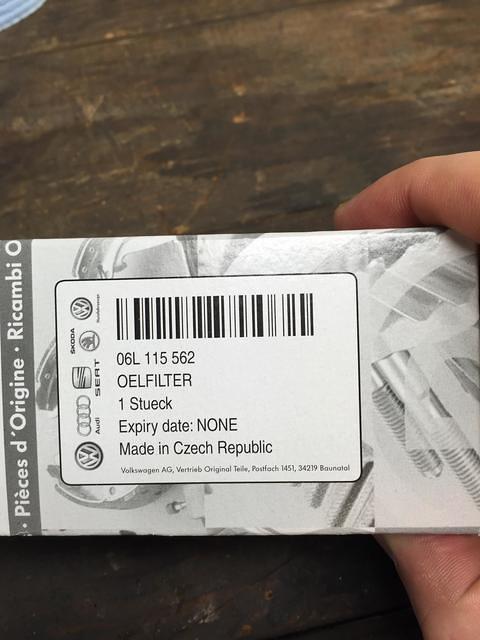 Pièces d'Origine • Ricambi O
06L 115 562
OELFILTER
1 Stueck
Expiry date: NONE
Made in Czech Republic
Volkswagen AG, Vertrieb Original Teile, Postfach 1451, 34219 Baunatal
ŠKODA
SEAT
Audi